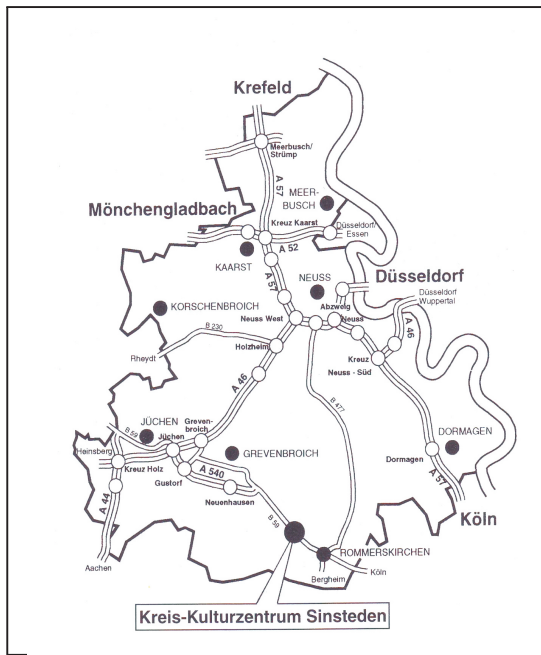 Krefeld
Meerbusch/
Strümp
A 57
MEER-
BUSCH
Mönchengladbach
Kreuz Kaarst
Düsseldorf/
Essen
A 52
KAARST
A 57
NEUSS
Düsseldorf
Düsseldorf
Wuppertal
KORSCHENBROICH
Abzweig
Neuss West
Neuss
A 46
B 230
Holzheim
Rheydt
Kreuz
Neuss - Süd
A 46
B 477
JÜCHEN
Greven-
broich
B 59
Jüchen
DORMAGEN
Heinsberg
GREVENBROICH
Dormagen
Kreuz Holz
A 540
A 57
Gustorf
A 44
Neuenhausen
Köln
B 59
ROMMERSKIRCHEN
Aachen
Bergheim
Köln
Kreis-Kulturzentrum Sinsteden